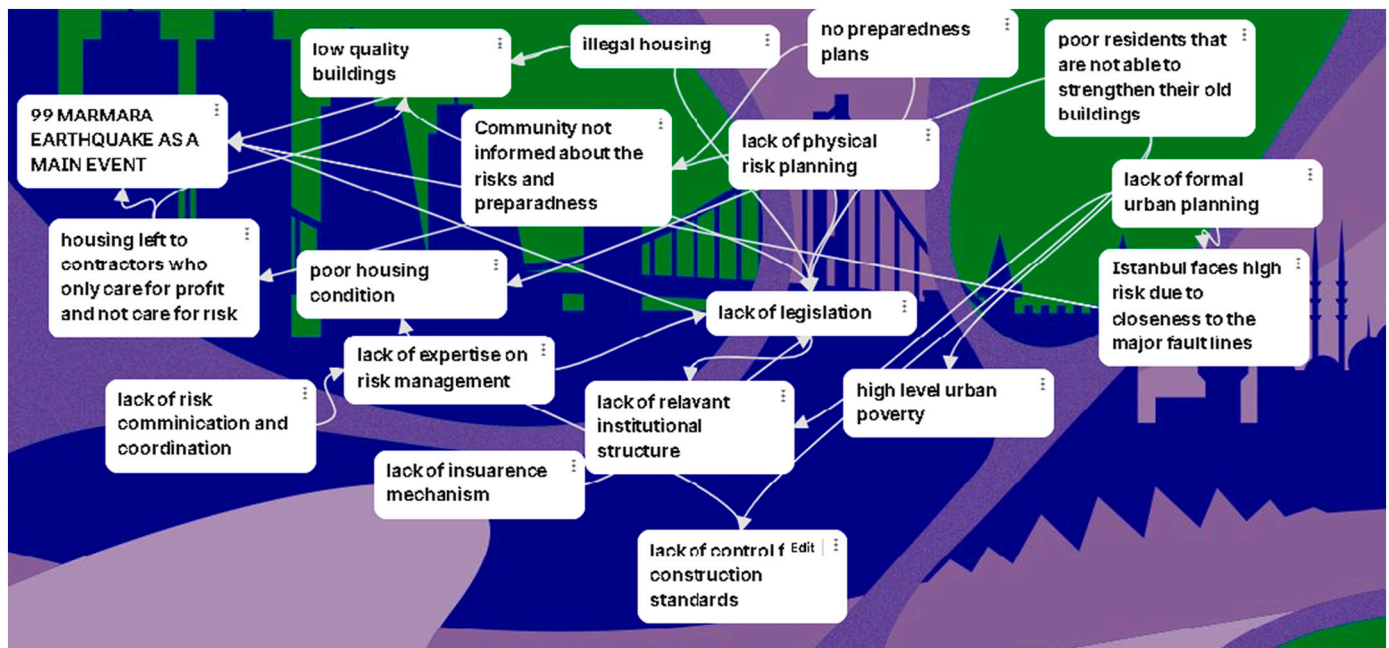 low quality
buildings
illegal housing
no preparedness
plans
poor residents that
are not able to
strengthen their old
buildings
99 MARMARA
EARTHQUAKE AS A
MAIN EVENT
Community not
informed about the
risks and
preparadness
lack of physical
risk planning
lack of formal
urban planning
housing left to
contractors who
only care for profit
and not care for risk
poor housing
condition
lack of legislation
Istanbul faces high
risk due to
closeness to the
major fault lines
lack of expertise on
risk management
lack of risk
comminication and
coordination
lack of relevant
institutional
structure
high level urban
poverty
lack of insuarence
mechanism
lack of control f Edit
construction
standards